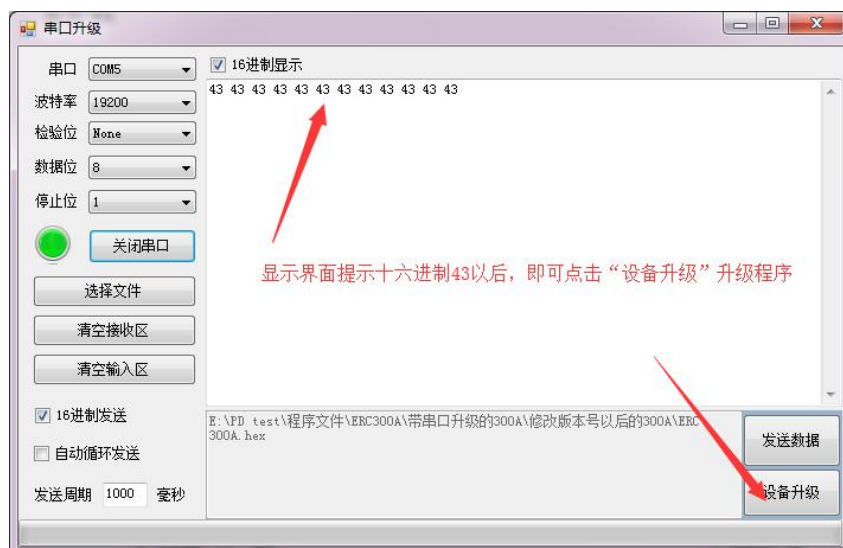 串口升级
串口 COM5
16进制显示
43 43 43 43 43 43 43 43 43 43 43 43
波特率 19200
检验位 None
数据位 8
停止位 1
关闭串口
显示界面提示十六进制43以后，即可点击“设备升级”升级程序
选择文件
清空接收区
清空输入区
16进制发送
E:\PD test\程序文件\ERC300A\带串口升级的300A\修改版本号以后的300A\ERC
300A.hex
发送数据
自动循环发送
发送周期 1000 毫秒
设备升级